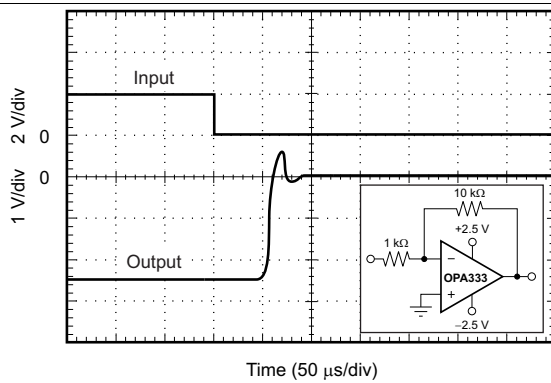 2 V/div
0
1 V/div
0
Input
Output
10 kΩ
+2.5 V
1 kΩ
−
OPA333
+
−2.5 V
Time (50 μs/div)